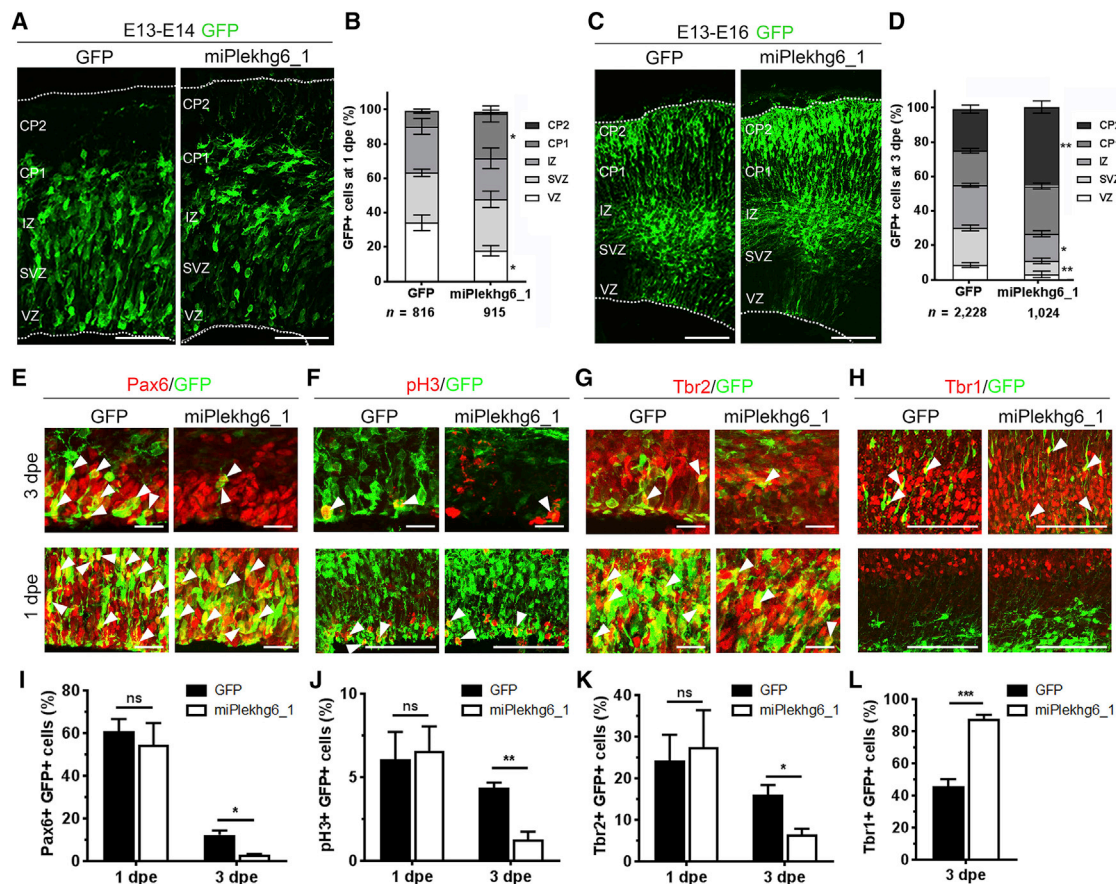 A
E13-E14 GFP
GFP
miPlekhg6_1
CP2
CP1
IZ
SVZ
VZ
CP2
CP1
IZ
SVZ
VZ
B
GFP+ cells at 1 dpe (%)
100
80
60
40
20
0
*
*
CP2
CP1
IZ
SVZ
VZ
GFP
miPlekhg6_1
n = 816
915
C
E13-E16 GFP
GFP
miPlekhg6_1
CP2
CP1
IZ
SVZ
VZ
CP2
CP1
IZ
SVZ
VZ
D
GFP+ cells at 3 dpe (%)
100
80
60
40
20
0
**
*
**
CP2
CP1
IZ
SVZ
VZ
GFP
miPlekhg6_1
n = 2,228
1,024
E
Pax6/GFP
GFP
miPlekhg6_1
3 dpe
1 dpe
F
pH3/GFP
GFP
miPlekhg6_1
G
Tbr2/GFP
GFP
miPlekhg6_1
H
Tbr1/GFP
GFP
miPlekhg6_1
I
Pax6+ GFP+ cells (%)
80
60
40
20
0
ns
*
GFP
miPlekhg6_1
1 dpe
3 dpe
J
pH3+ GFP+ cells (%)
10
5
0
ns
**
GFP
miPlekhg6_1
1 dpe
3 dpe
K
Tbr2+ GFP+ cells (%)
40
30
20
10
0
ns
*
GFP
miPlekhg6_1
1 dpe
3 dpe
L
Tbr1+ GFP+ cells (%)
100
80
60
40
20
0
***
GFP
miPlekhg6_1
3 dpe